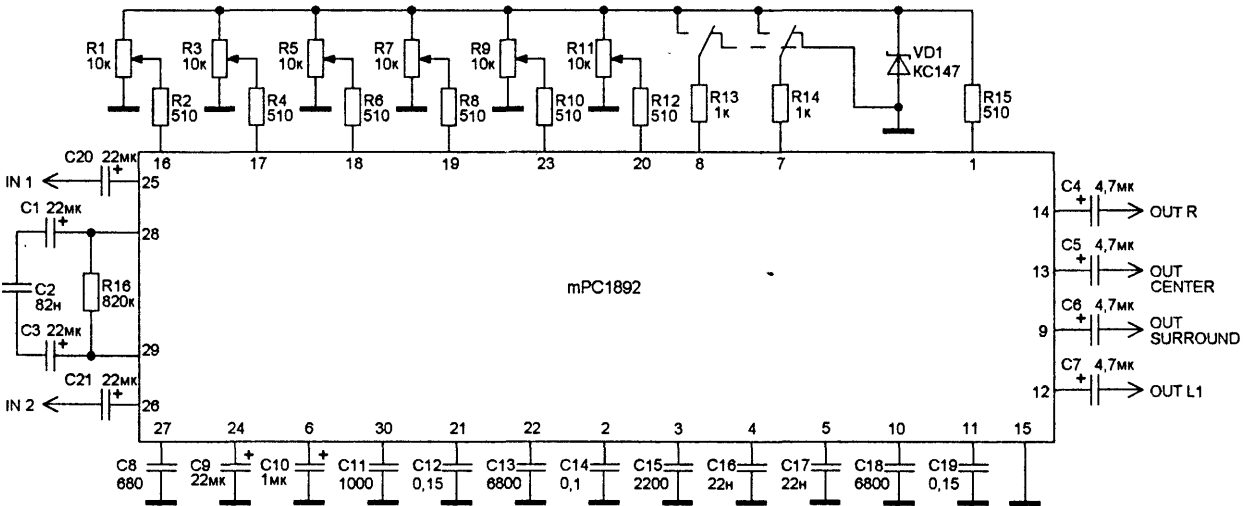 R1
10к
R3
10к
R5
10к
R7
10к
R9
10к
R11
10к
VD1
КС147
R2
510
R4
510
R6
510
R8
510
R10
510
R12
510
R13
1к
R14
1к
R15
510
16
17
18
19
23
20
8
7
1
C20 22мк
+
IN 1
25
C1 22мк
+
28
C2
82н
R16
820к
C3 22мк
+
29
C21 22мк
+
IN 2
26
mPC1892
C4 4,7мк
+
14
OUT R
C5 4,7мк
+
13
OUT
CENTER
C6 4,7мк
+
9
OUT
SURROUND
C7 4,7мк
+
12
OUT L1
27
24
6
30
21
22
2
3
4
5
10
11
15
C8
680
C9
22мк
+
C10
1мк
+
C11
1000
C12
0,15
C13
6800
C14
0,1
C15
2200
C16
22н
C17
22н
C18
6800
C19
0,15